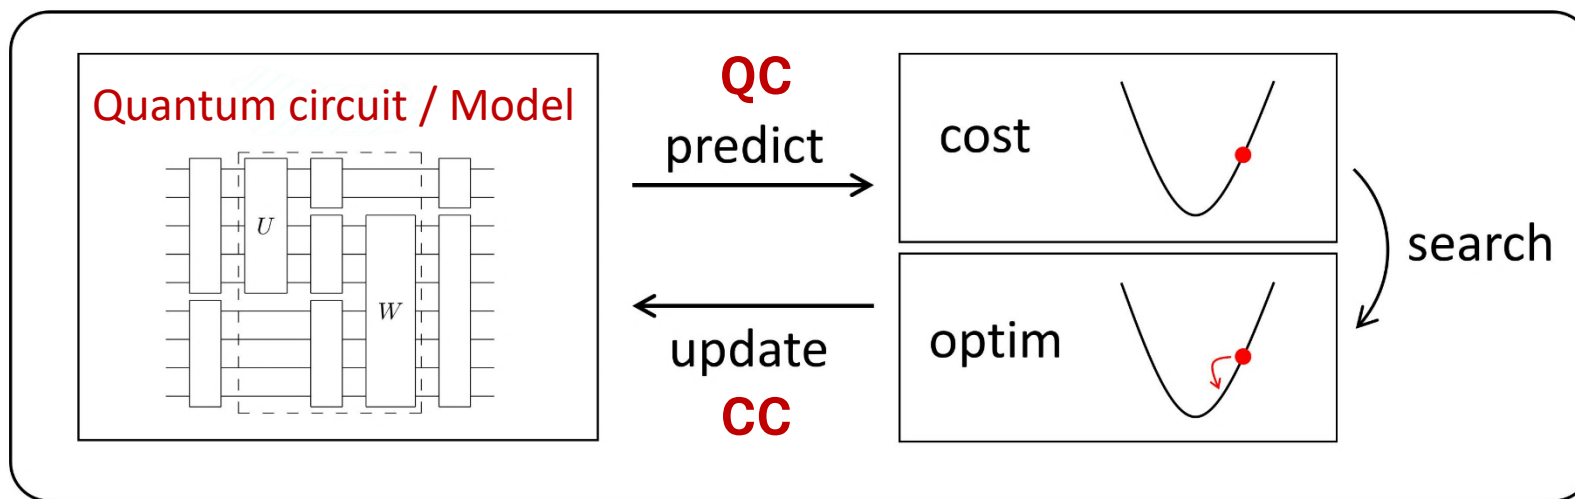 Quantum circuit / Model
U
W
QC
predict
update
CC
cost
optim
search